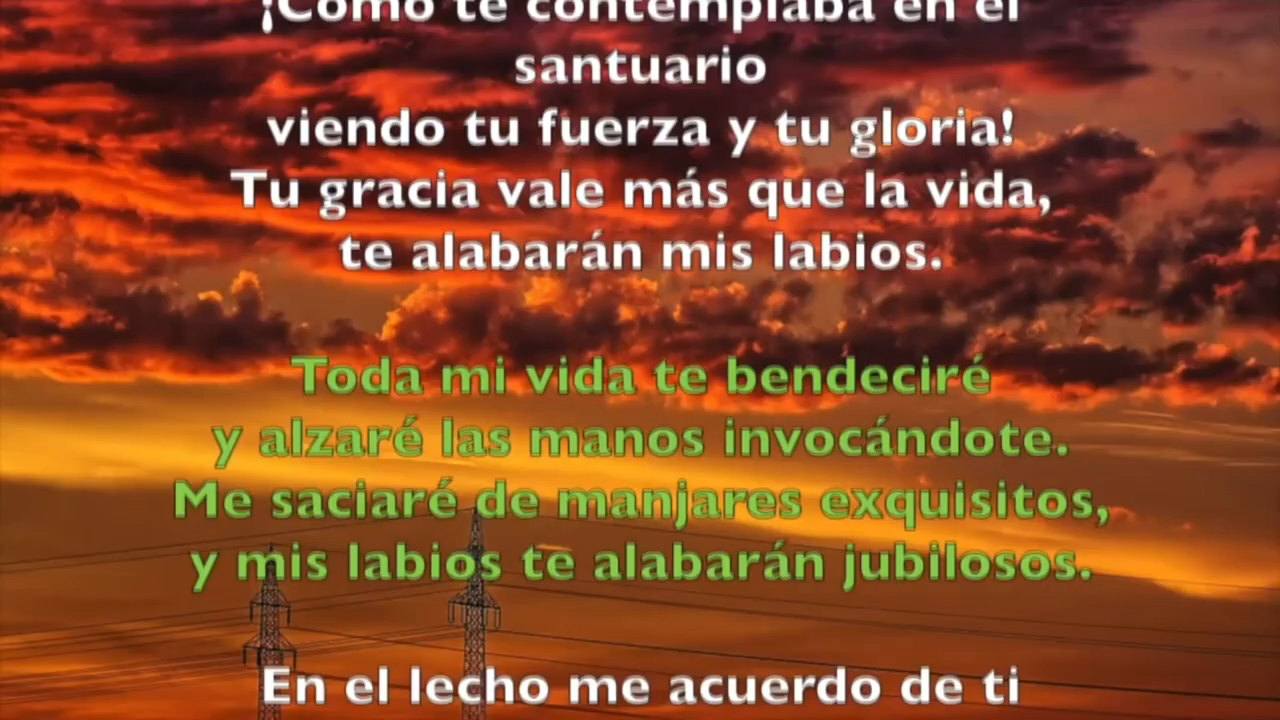 ¡Cómo te contemplaba en el
santuario
viendo tu fuerza y tu gloria!
Tu gracia vale más que la vida,
te alabarán mis labios.
Toda mi vida te bendeciré
y alzaré las manos invocándote.
Me saciaré de manjares exquisitos,
y mis labios te alabarán jubilosos.
En el lecho me acuerdo de ti